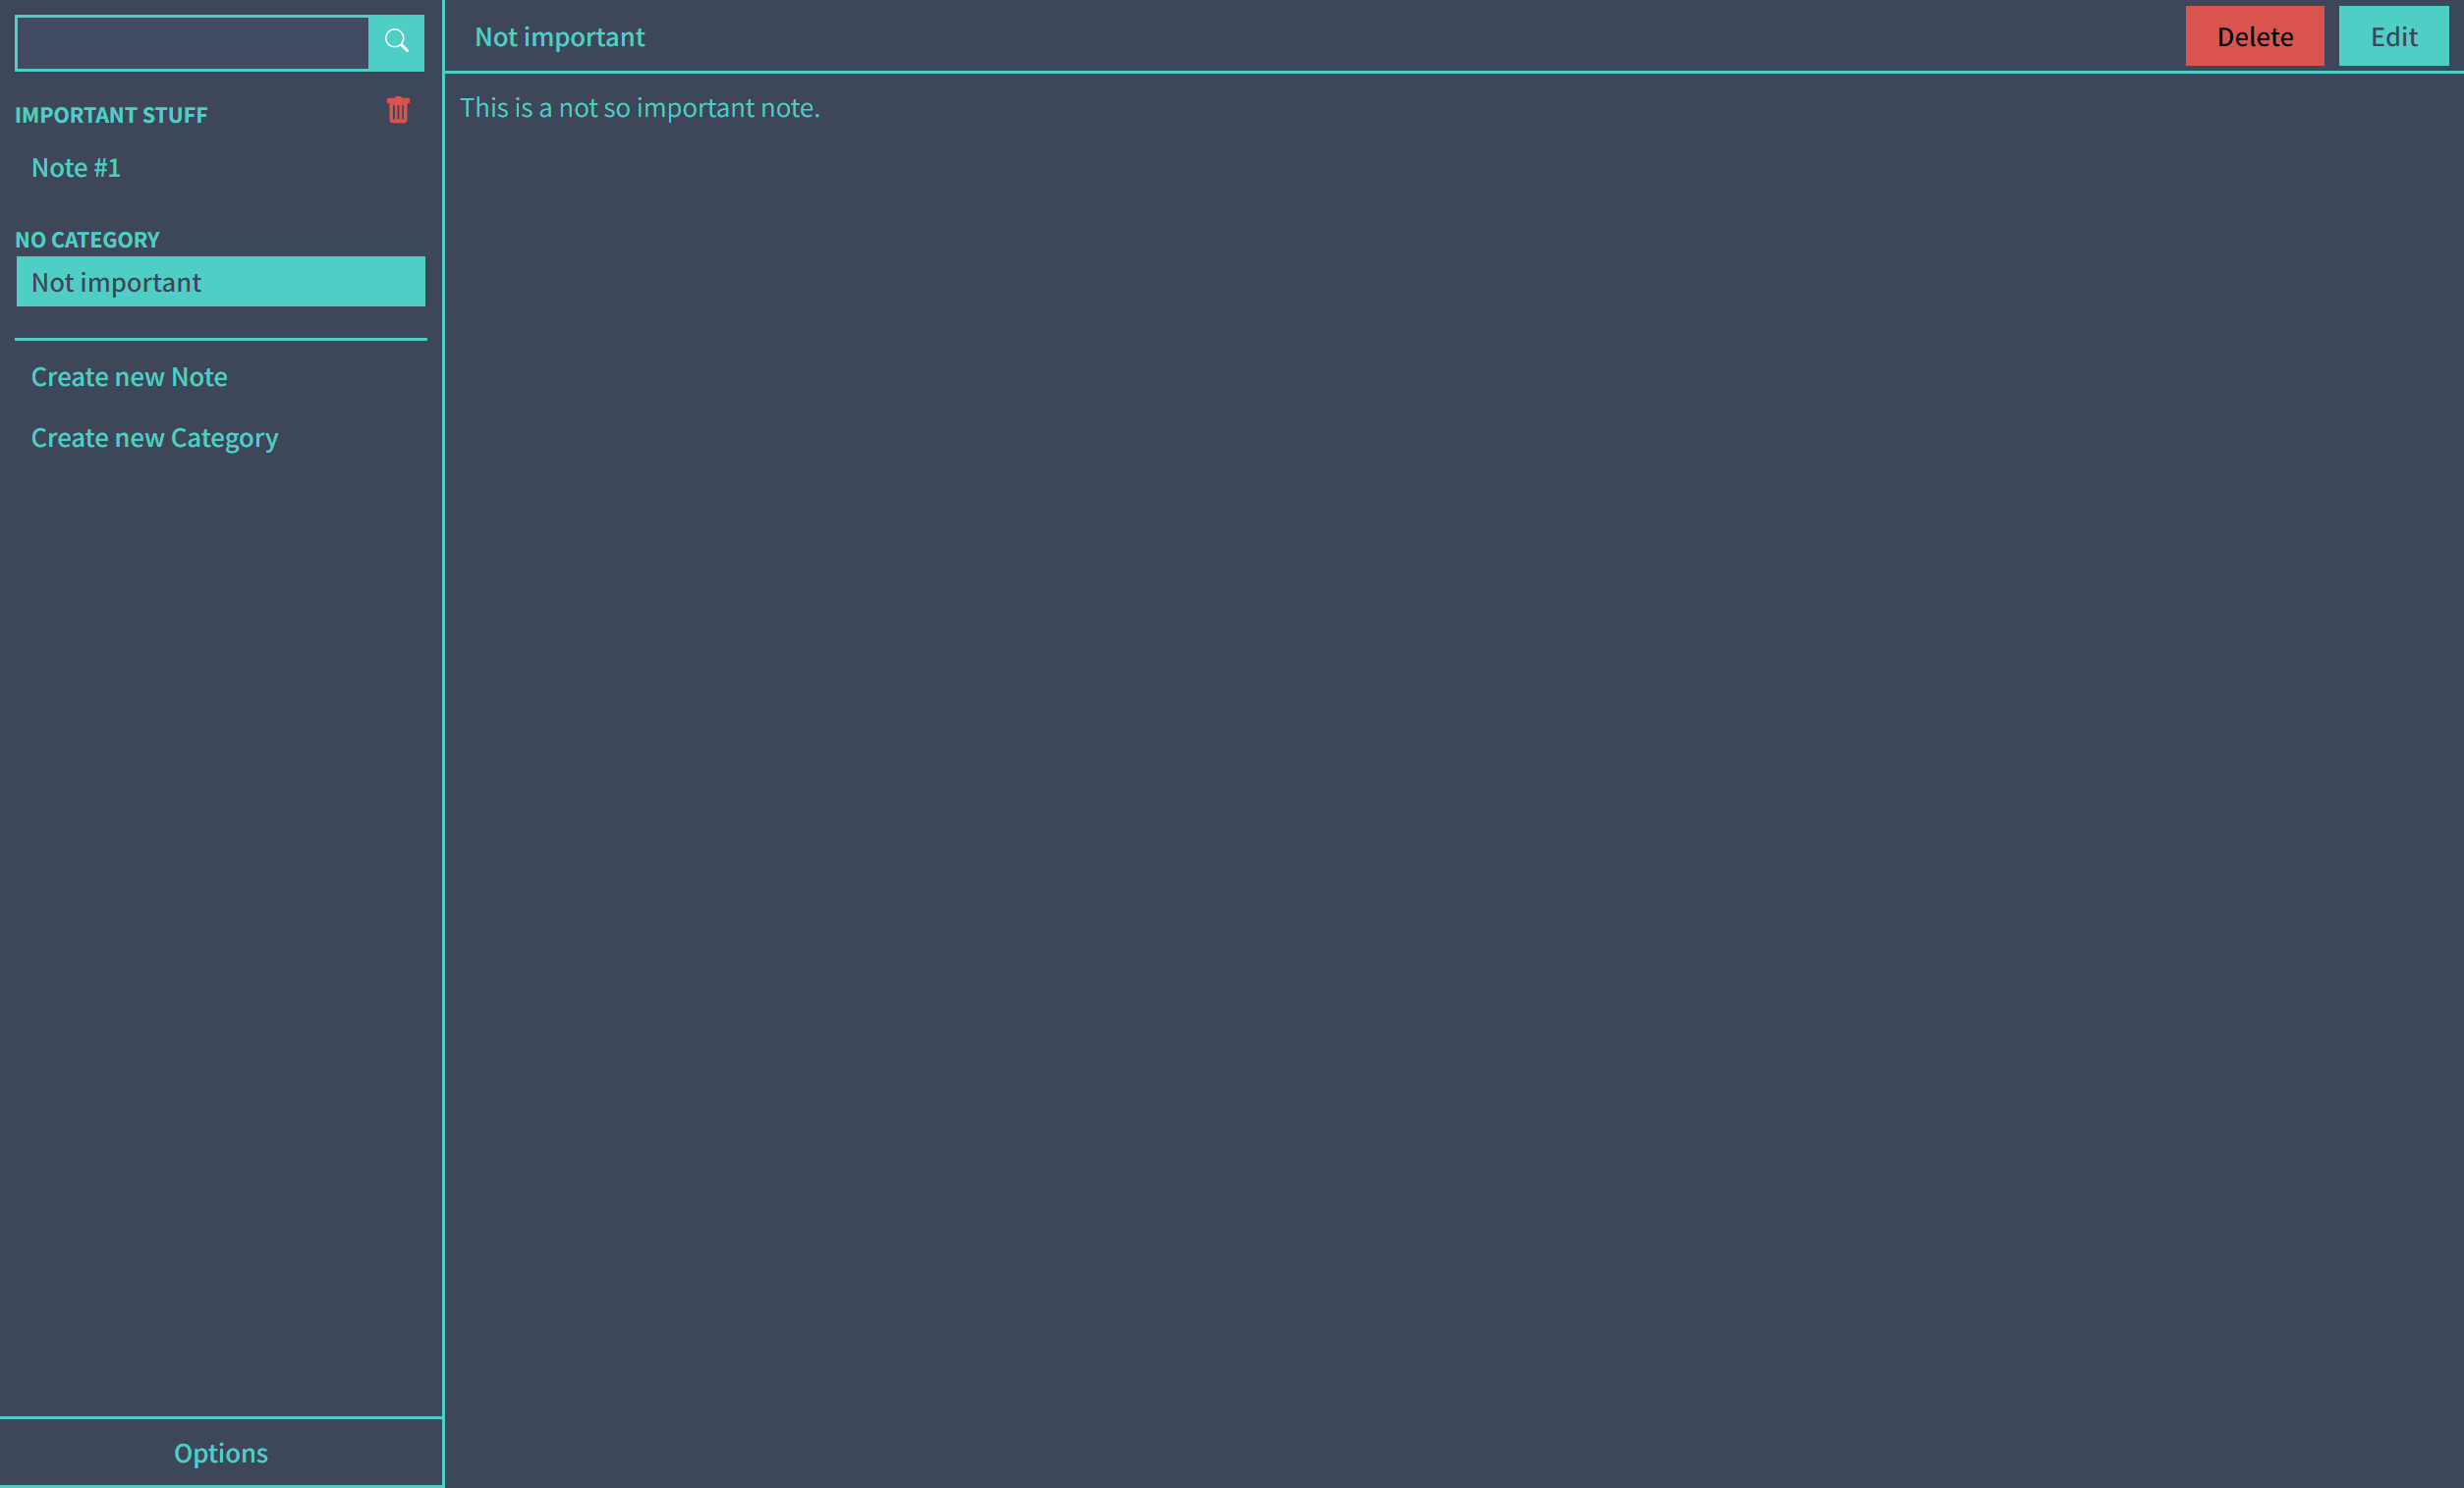 IMPORTANT STUFF
Note #1
NO CATEGORY
Not important
Create new Note
Create new Category
Options
Not important
Delete
Edit
This is a not so important note.